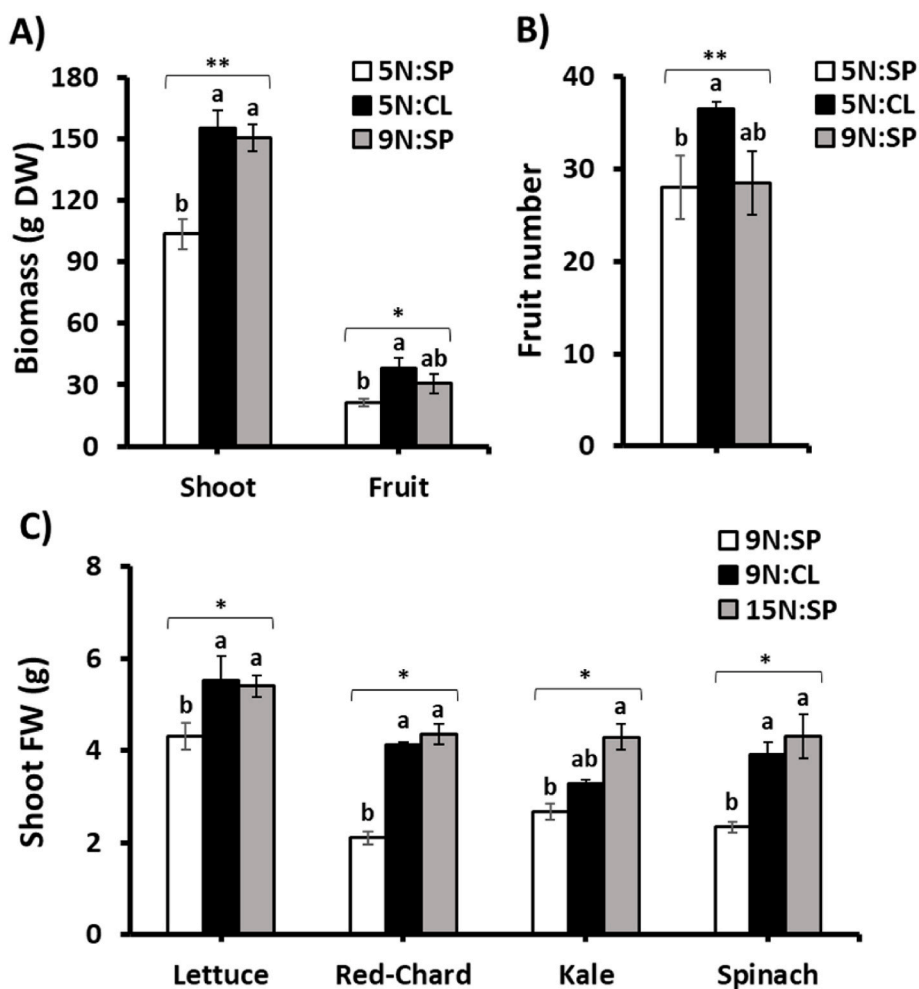 A)
**
5N:SP
5N:CL
9N:SP
180
150
120
90
60
30
0
Biomass (g DW)
b
a
a
*
b
a
ab
Shoot
Fruit
B)
**
5N:SP
5N:CL
9N:SP
40
30
20
10
0
Fruit number
b
a
ab
C)
9N:SP
9N:CL
15N:SP
8
6
4
2
0
Shoot FW (g)
*
b
a
a
*
b
a
a
*
b
ab
a
*
b
a
a
Lettuce
Red-Chard
Kale
Spinach